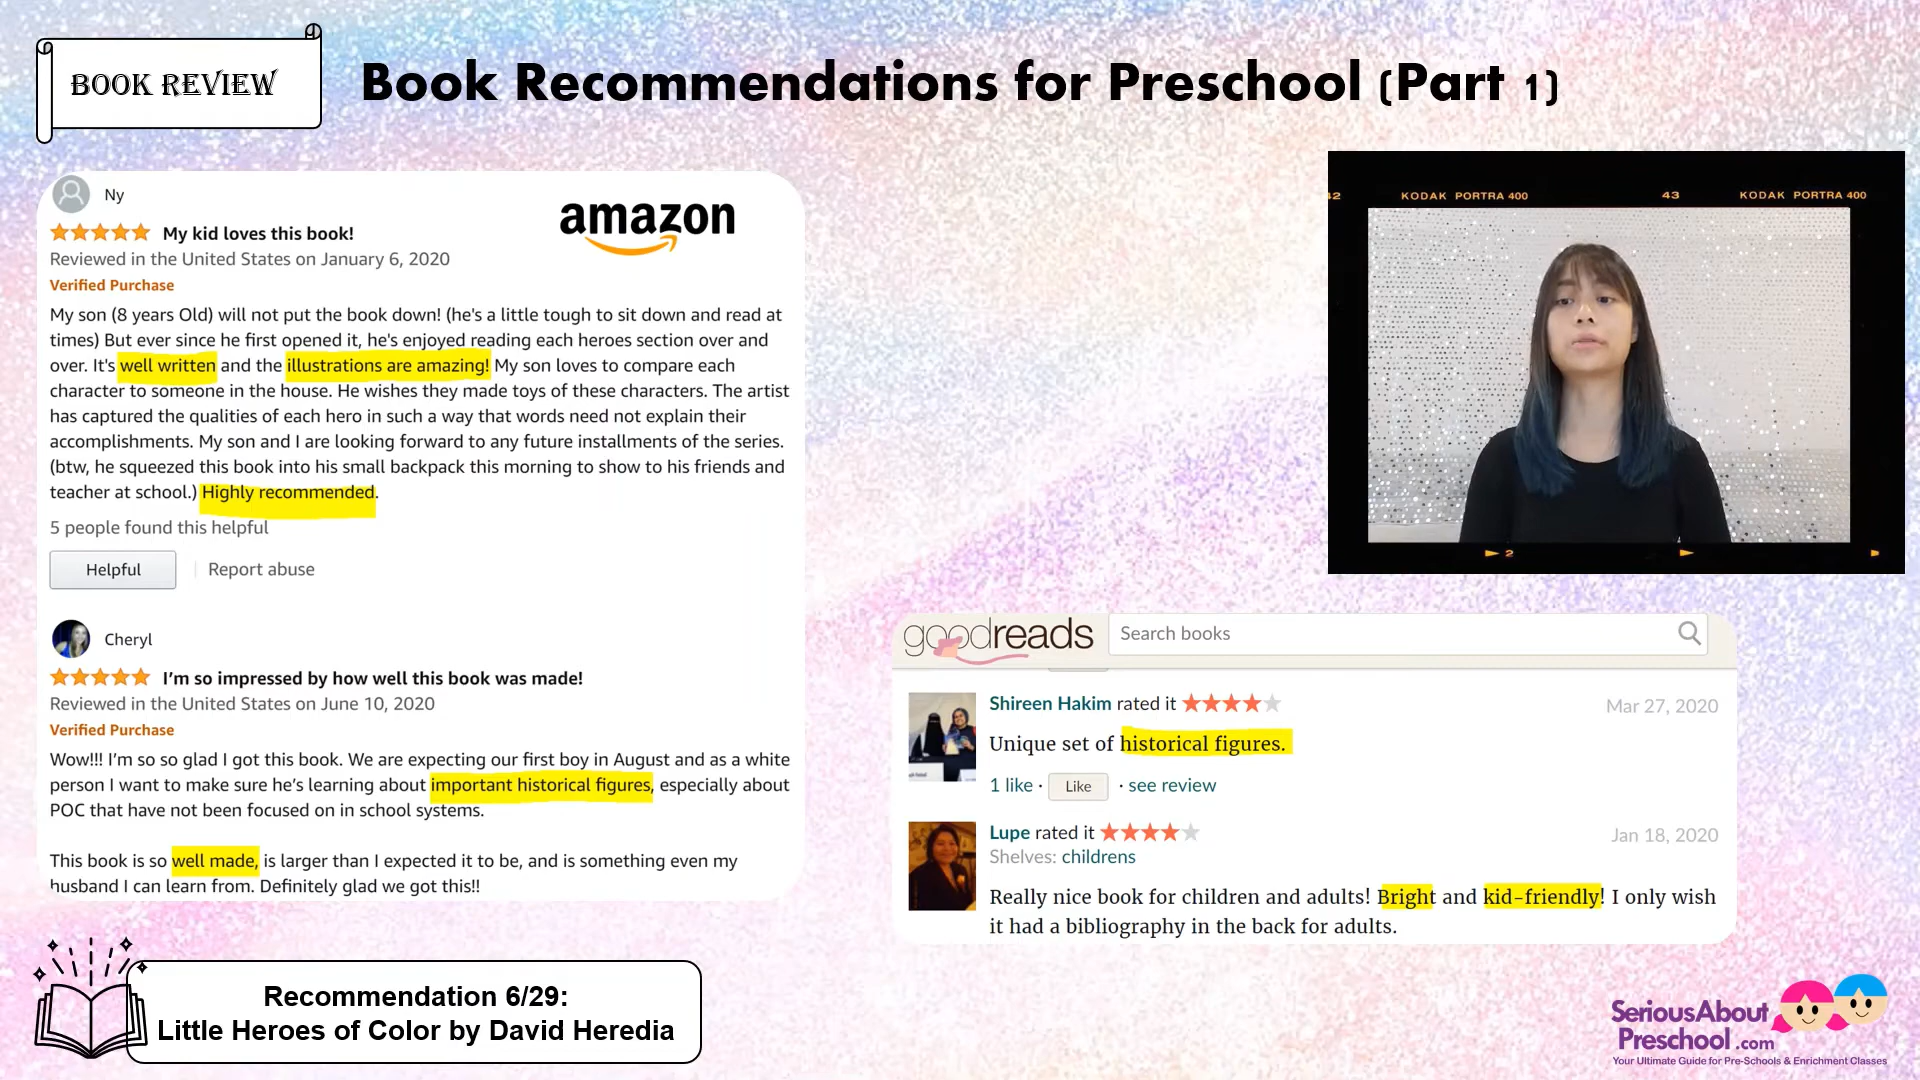 BOOK REVIEW
Book Recommendations for Preschool (Part 1)
Ny
amazon
My kid loves this book!
Reviewed in the United States on January 6, 2020
Verified Purchase
My son (8 years Old) will not put the book down! (he's a little tough to sit down and read at
times) But ever since he first opened it, he's enjoyed reading each heroes section over and
over. It's well written and the illustrations are amazing! My son loves to compare each
character to someone in the house. He wishes they made toys of these characters. The artist
has captured the qualities of each hero in such a way that words need not explain their
accomplishments. My son and I are looking forward to any future installments of the series.
(btw, he squeezed this book into his small backpack this morning to show to his friends and
teacher at school.) Highly recommended.
5 people found this helpful
Helpful
Report abuse
Cheryl
I'm so impressed by how well this book was made!
Reviewed in the United States on June 10, 2020
Verified Purchase
Wow!!! I'm so so glad I got this book. We are expecting our first boy in August and as a white
person I want to make sure he's learning about important historical figures, especially about
POC that have not been focused on in school systems.
This book is so well made, is larger than I expected it to be, and is something even my
husband I can learn from. Definitely glad we got this!!
42 KODAK PORTRA 400 43 KODAK PORTRA 400
2
goodreads
Search books
Shireen Hakim rated it
Mar 27, 2020
Unique set of historical figures.
1 like · Like · see review
Lupe rated it
Jan 18, 2020
Shelves: childrens
Really nice book for children and adults! Bright and kid-friendly! I only wish
it had a bibliography in the back for adults.
Recommendation 6/29:
Little Heroes of Color by David Heredia
SeriousAbout
Preschool.com
Your Ultimate Guide for Pre-Schools & Enrichment Classes